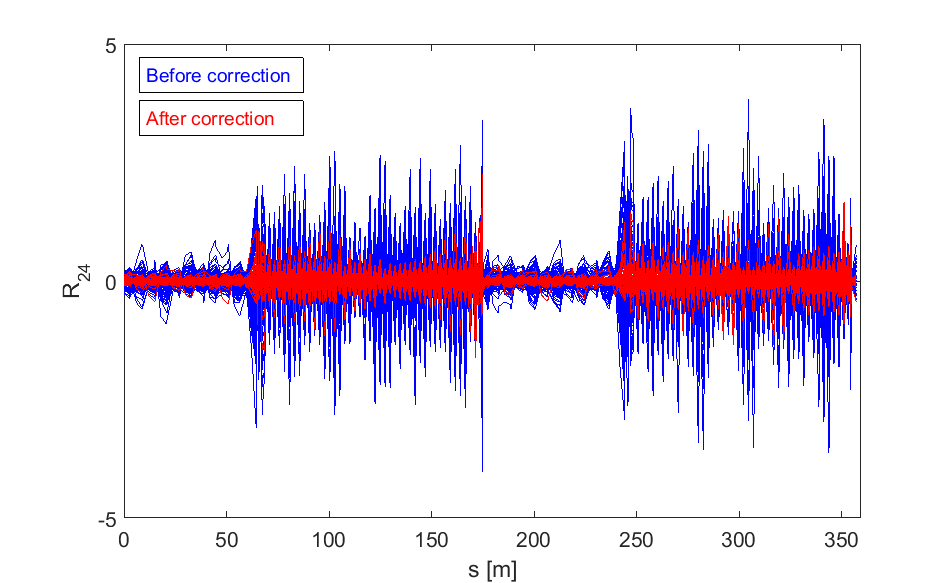 5
Before correction
After correction
R24
0
-5
0 50 100 150 200 250 300 350
s [m]